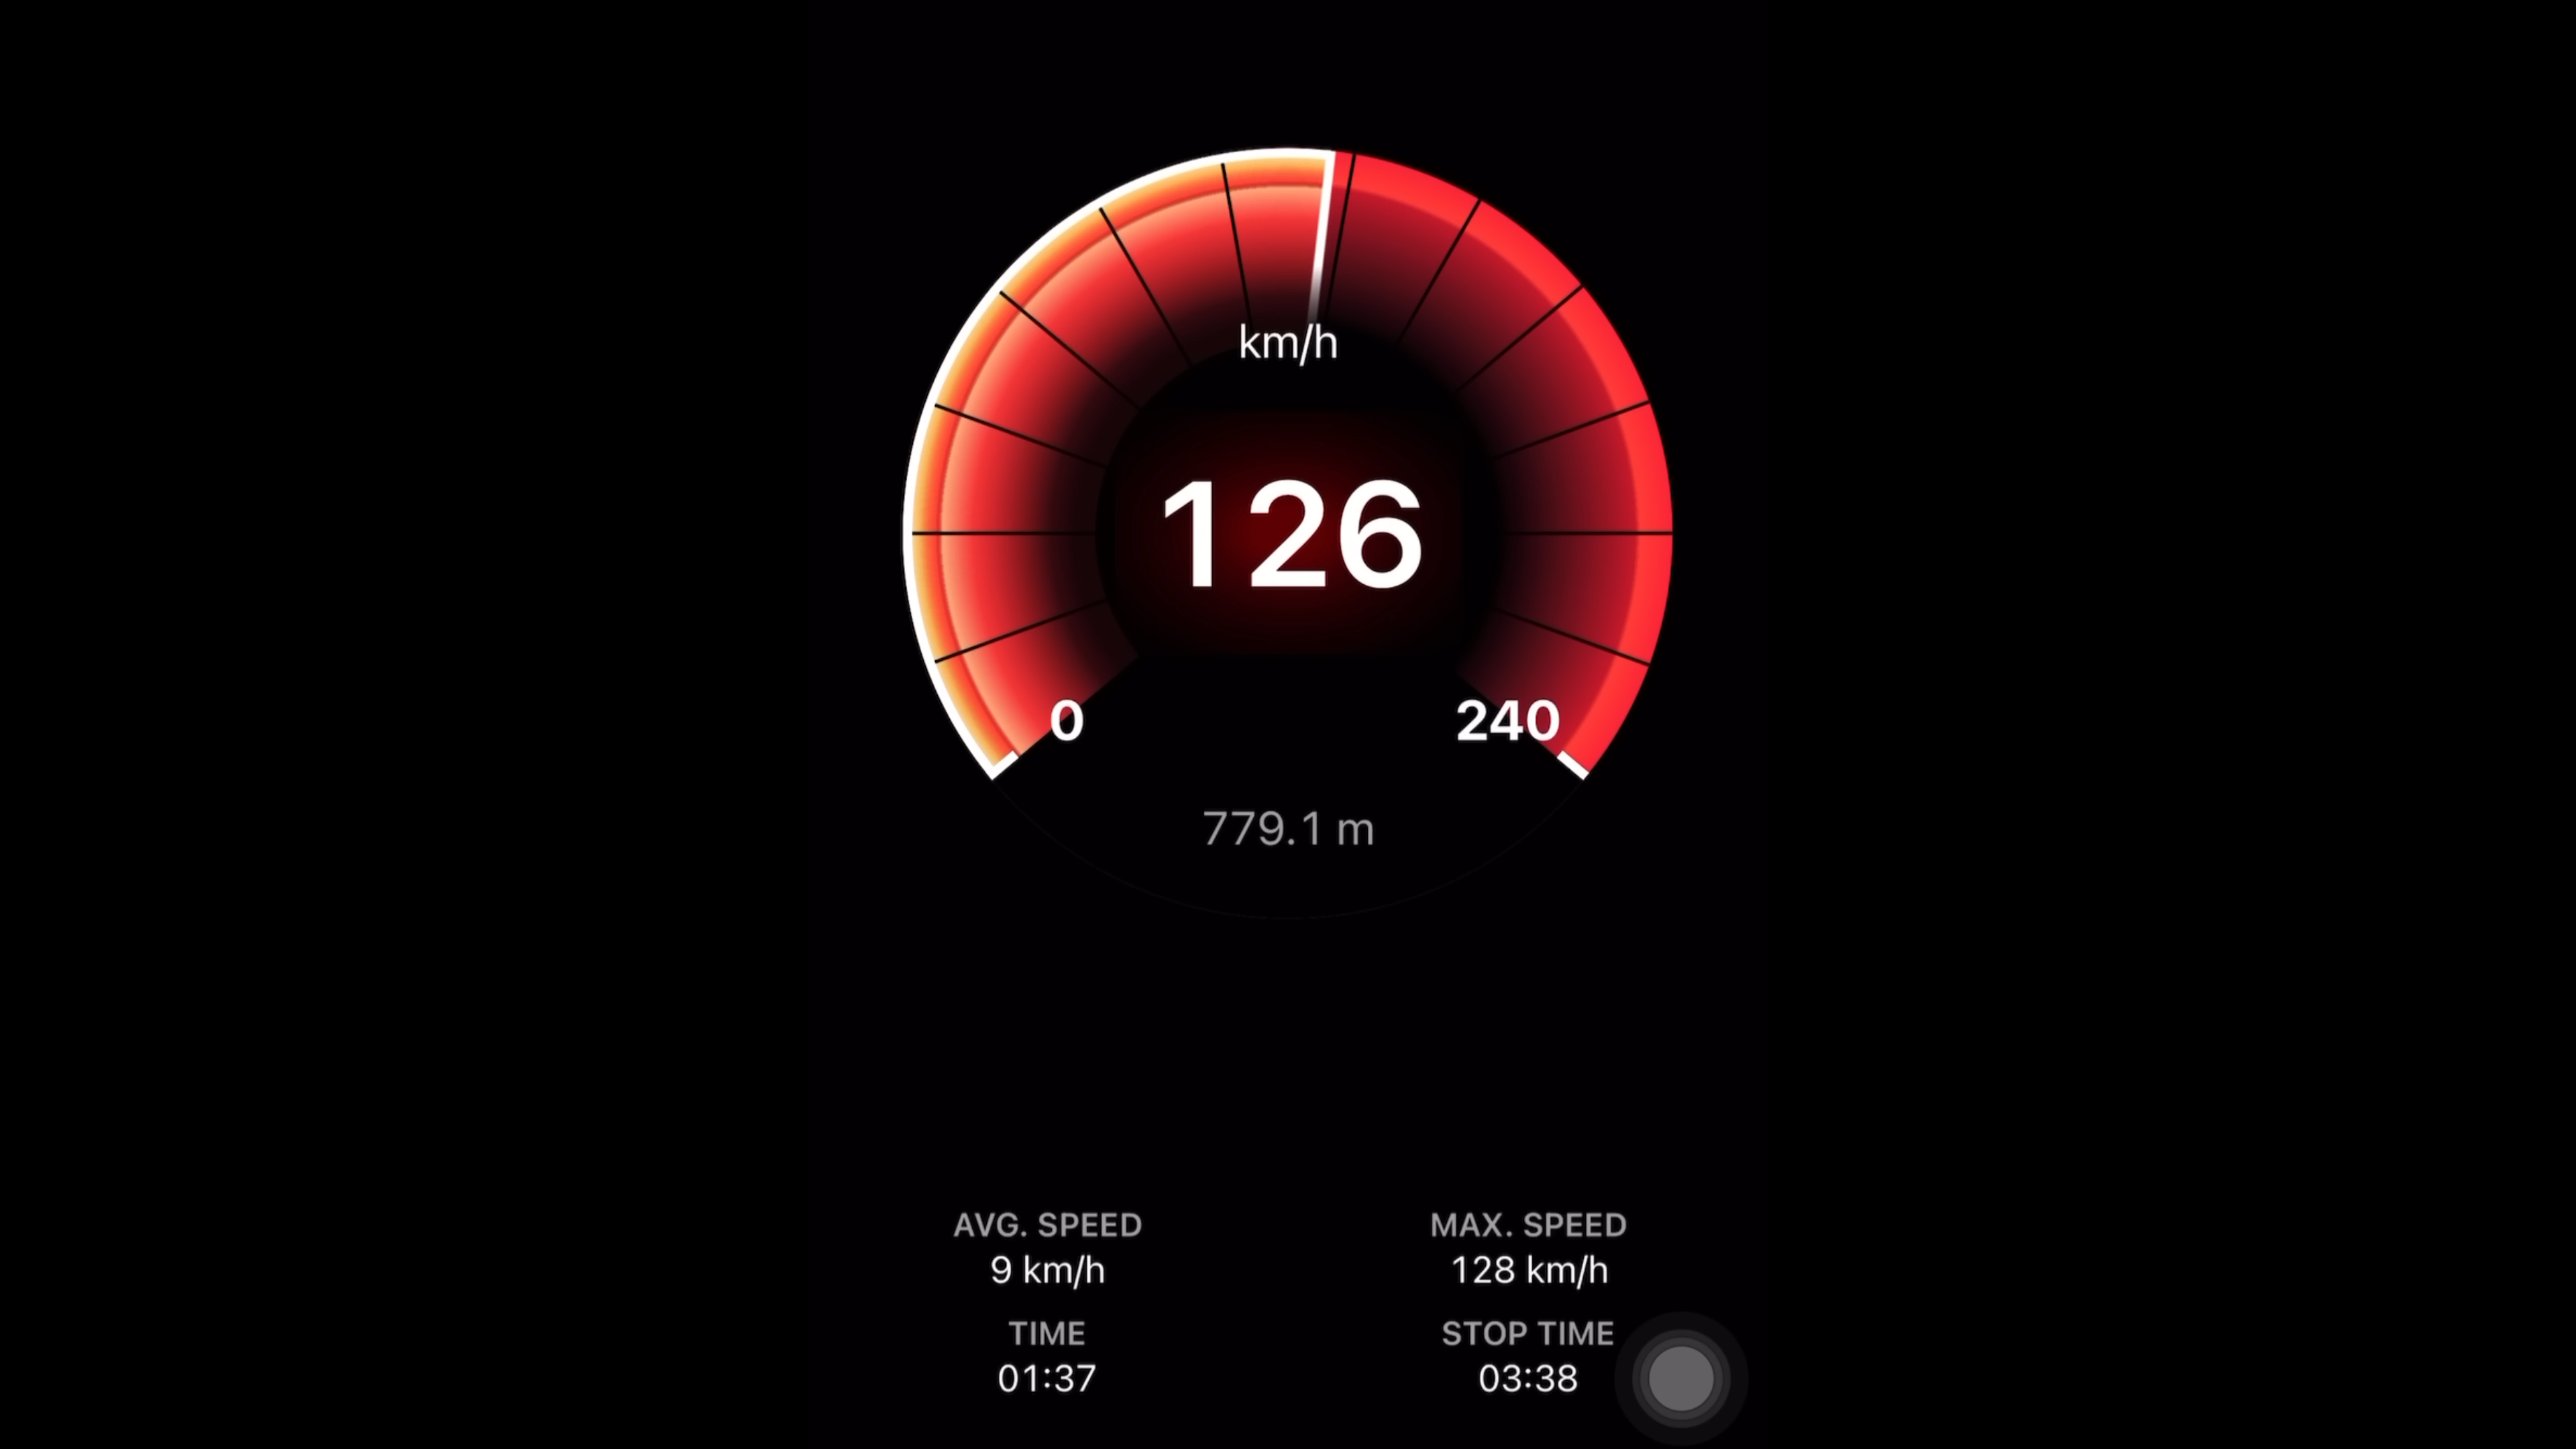 km/h
126
0
240
779.1 m
AVG. SPEED
9 km/h
MAX. SPEED
128 km/h
TIME
01:37
STOP TIME
03:38